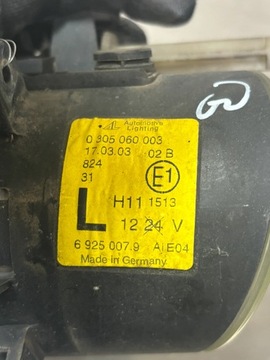 AL Automotive
Lighting
0 305 060 003
17.03.03 02 B
824
31
E1
L H11 1513
12 24 V
6 925 007.9 A|E04
Made in Germany